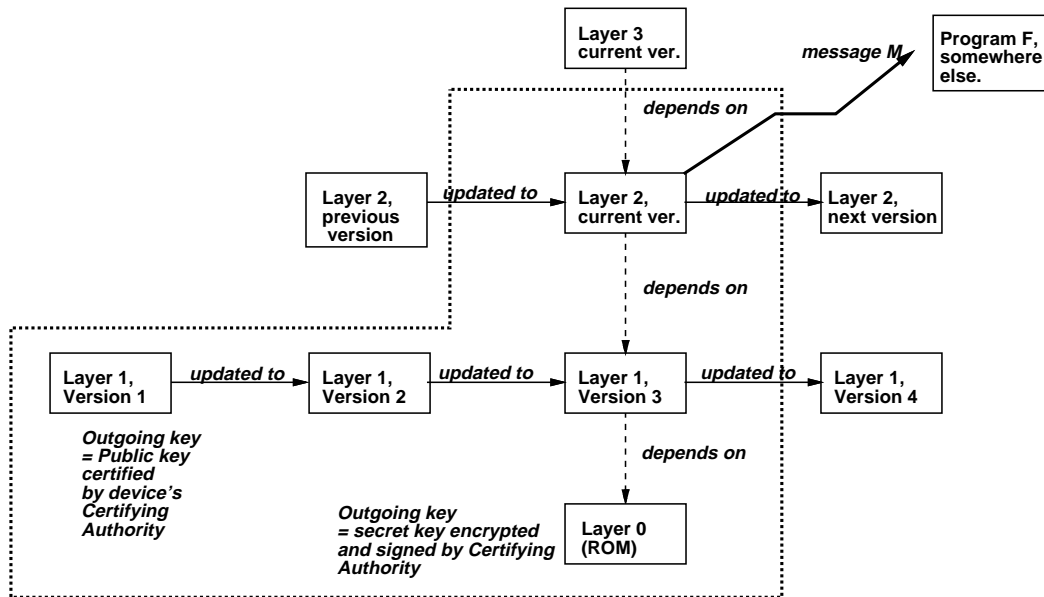 Layer 3
current ver.
message M
Program F,
somewhere
else.
depends on
Layer 2,
previous
version
updated to
Layer 2,
current ver.
updated to
Layer 2,
next version
depends on
Layer 1,
Version 1
updated to
Layer 1,
Version 2
updated to
Layer 1,
Version 3
updated to
Layer 1,
Version 4
Outgoing key
= Public key
certified
by device's
Certifying
Authority
depends on
Outgoing key
= secret key encrypted
and signed by Certifying
Authority
Layer 0
(ROM)